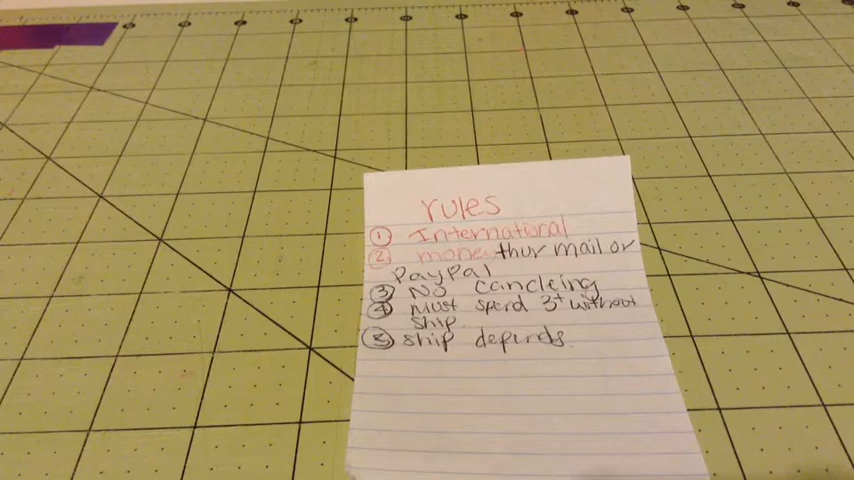 rules
① International
② money thur mail or
PayPal
③ No cancleing
④ Must spend 3+ without
ship
⑤ ship depends.